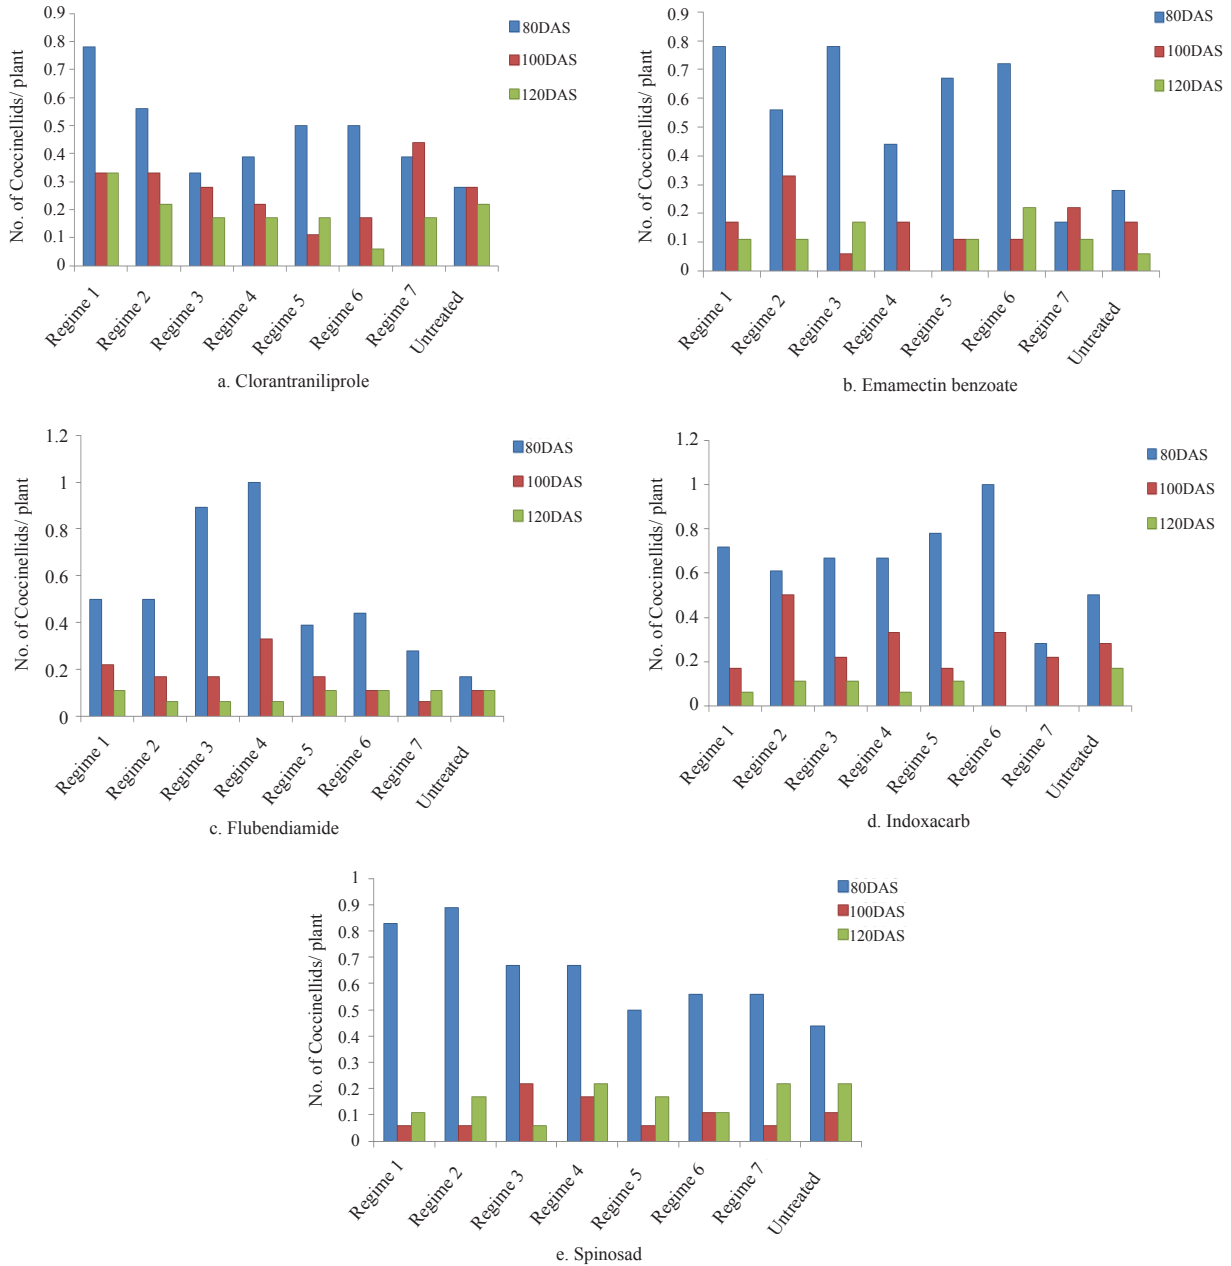 No. of Coccinellids/ plant
0.9
0.8
0.7
0.6
0.5
0.4
0.3
0.2
0.1
0
80DAS
100DAS
120DAS
Regime 1
Regime 2
Regime 3
Regime 4
Regime 5
Regime 6
Regime 7
Untreated
a. Clorantraniliprole
No. of Coccinellids/ plant
0.9
0.8
0.7
0.6
0.5
0.4
0.3
0.2
0.1
0
80DAS
100DAS
120DAS
Regime 1
Regime 2
Regime 3
Regime 4
Regime 5
Regime 6
Regime 7
Untreated
b. Emamectin benzoate
No. of Coccinellids/ plant
1.2
1
0.8
0.6
0.4
0.2
0
80DAS
100DAS
120DAS
Regime 1
Regime 2
Regime 3
Regime 4
Regime 5
Regime 6
Regime 7
Untreated
c. Flubendiamide
No. of Coccinellids/ plant
1.2
1
0.8
0.6
0.4
0.2
0
80DAS
100DAS
120DAS
Regime 1
Regime 2
Regime 3
Regime 4
Regime 5
Regime 6
Regime 7
Untreated
d. Indoxacarb
No. of Coccinellids/ plant
1
0.9
0.8
0.7
0.6
0.5
0.4
0.3
0.2
0.1
0
80DAS
100DAS
120DAS
Regime 1
Regime 2
Regime 3
Regime 4
Regime 5
Regime 6
Regime 7
Untreated
e. Spinosad